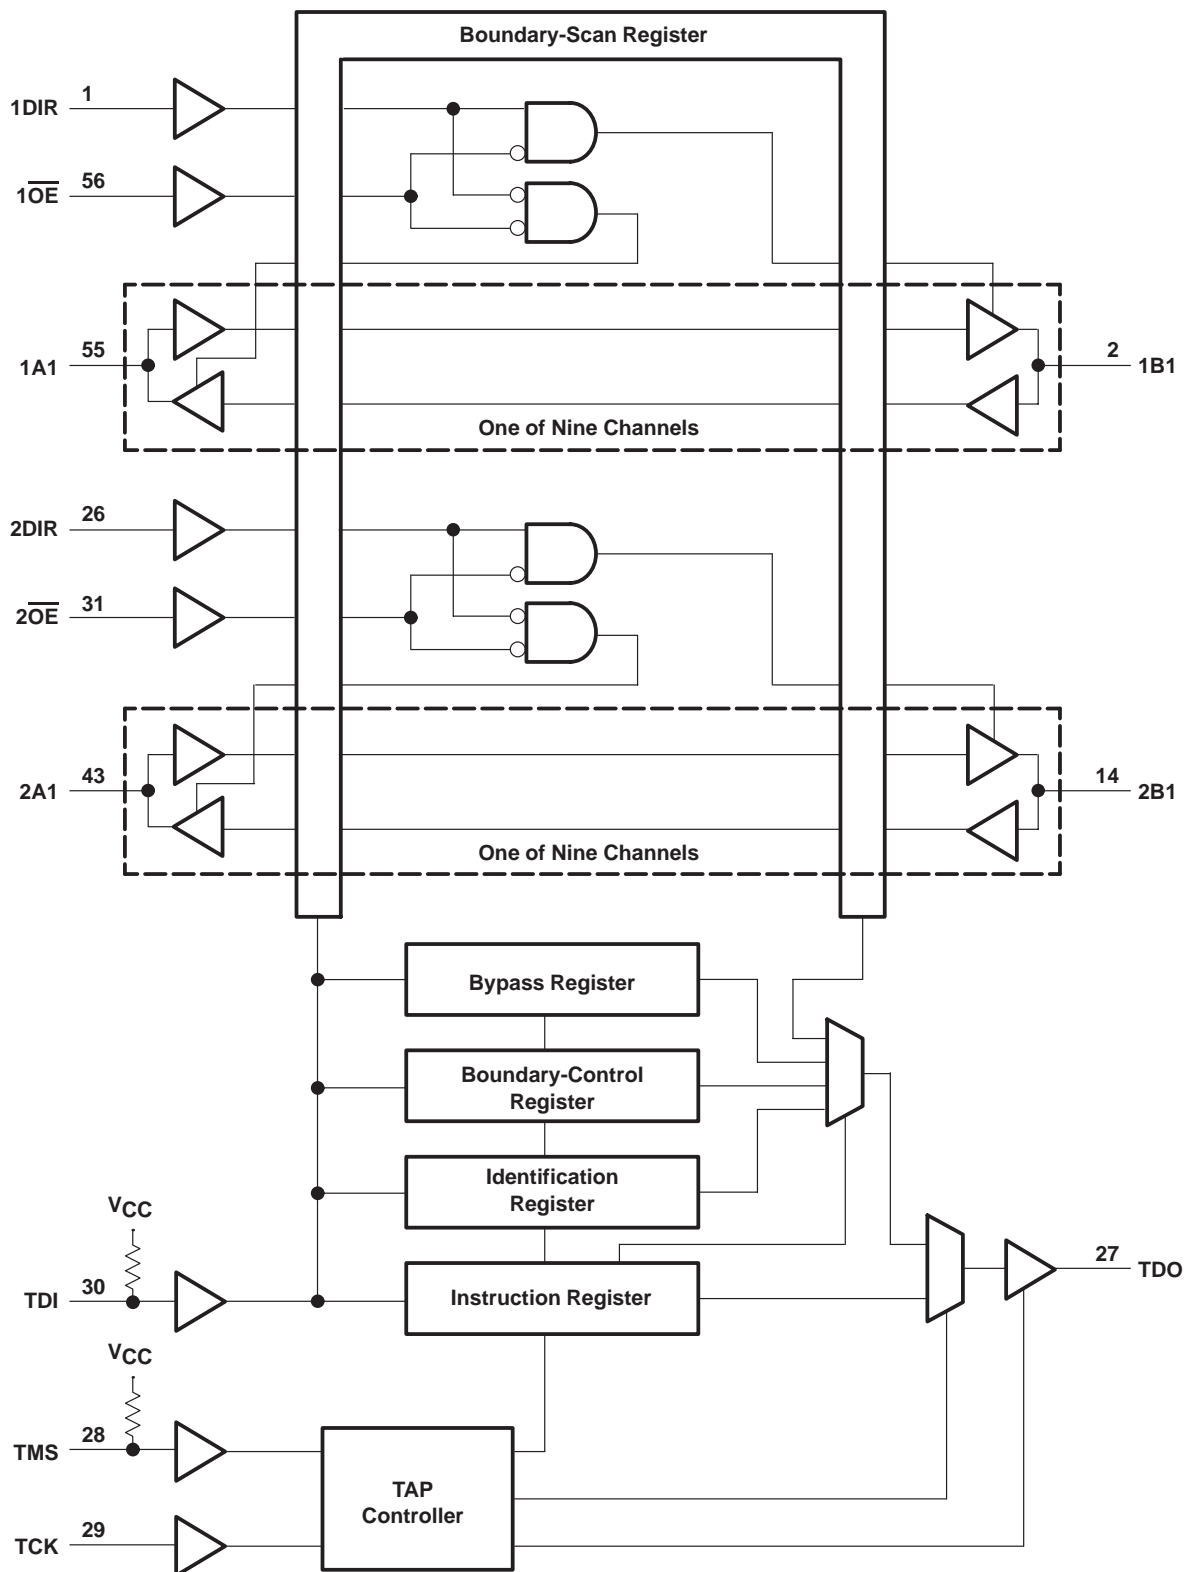 Boundary-Scan Register
1DIR 1
1O̅E̅ 56
1A1 55
2 1B1
One of Nine Channels
2DIR 26
2O̅E̅ 31
2A1 43
14 2B1
One of Nine Channels
Bypass Register
Boundary-Control
Register
Identification
Register
VCC
TDI 30
Instruction Register
27 TDO
VCC
TMS 28
TAP
Controller
TCK 29